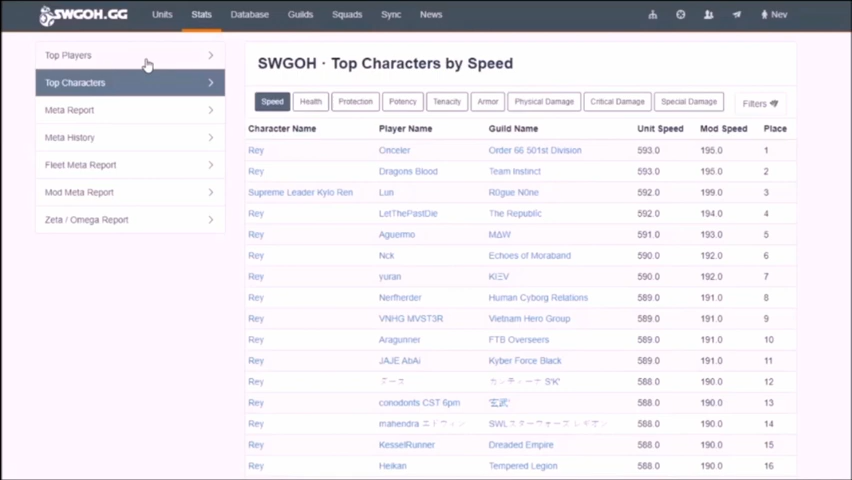 SWGOH.GG Units Stats Database Guilds Squads Sync News Nev
Top Players
Top Characters
Meta Report
Meta History
Fleet Meta Report
Mod Meta Report
Zeta / Omega Report
SWGOH · Top Characters by Speed
Speed Health Protection Potency Tenacity Armor Physical Damage Critical Damage Special Damage Filters
Character Name Player Name Guild Name Unit Speed Mod Speed Place
Rey Onceler Order 66 501st Division 593.0 195.0 1
Rey Dragons Blood Team Instinct 593.0 195.0 2
Supreme Leader Kylo Ren Lun R0gue N0ne 592.0 199.0 3
Rey LetThePastDie The Republic 592.0 194.0 4
Rey Aguermo MΔW 591.0 193.0 5
Rey Nck Echoes of Moraband 590.0 192.0 6
Rey yuran KIΞV 590.0 192.0 7
Rey Nerfherder Human Cyborg Relations 589.0 191.0 8
Rey VNHG MVST3R Vietnam Hero Group 589.0 191.0 9
Rey Aragunner FTB Overseers 589.0 191.0 10
Rey JAJE AbAi Kyber Force Black 589.0 191.0 11
Rey 588.0 190.0 12
Rey conodonts CST 6pm "玄武" 588.0 190.0 13
Rey mahendra SWL 588.0 190.0 14
Rey KesselRunner Dreaded Empire 588.0 190.0 15
Rey Heikan Tempered Legion 588.0 190.0 16